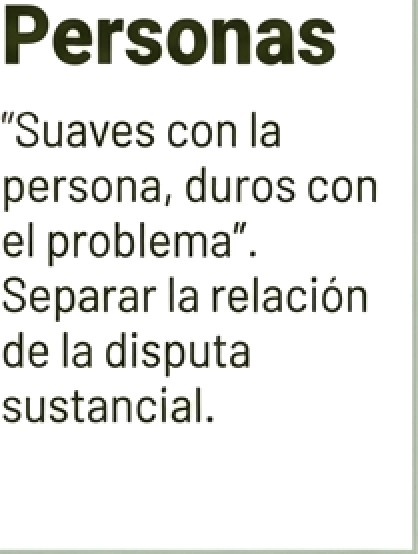 Personas
"Suaves con la
persona, duros con
el problema".
Separar la relación
de la disputa
sustancial.